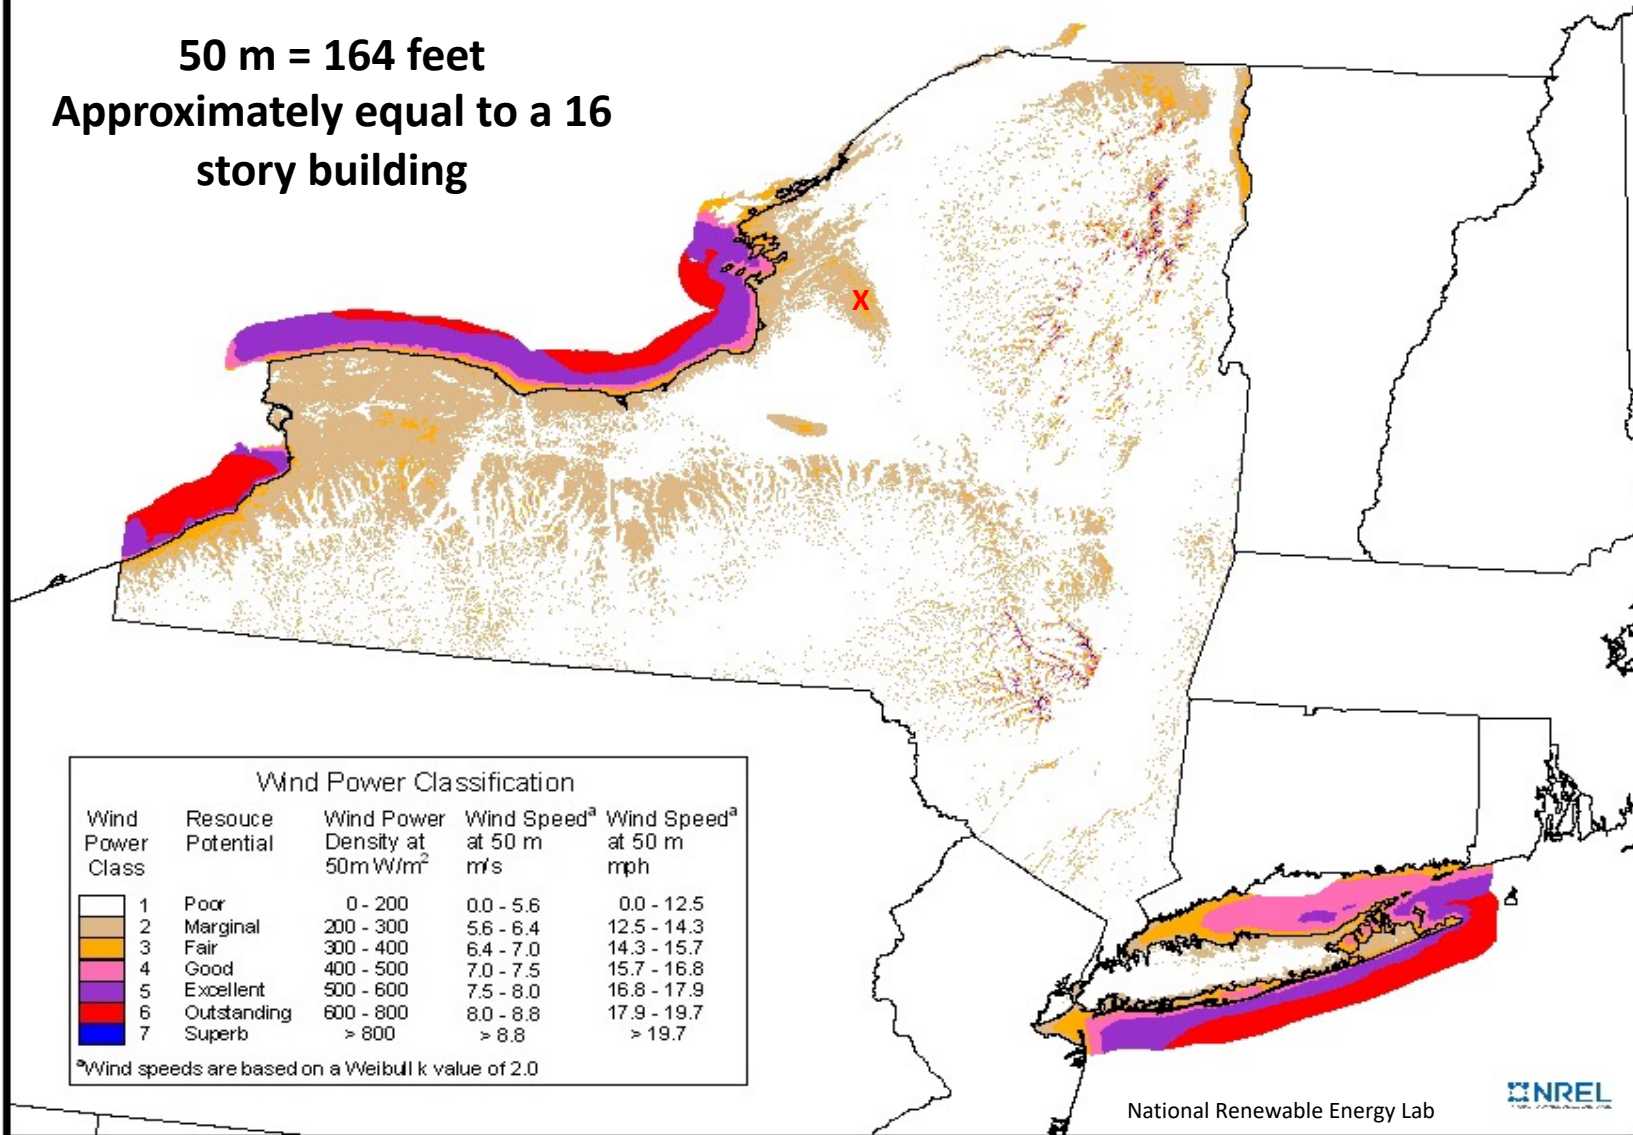 50 m = 164 feet
Approximately equal to a 16
story building
X
Wind Power Classification
Wind Power Class Resouce Potential Wind Power Density at 50m W/m² Wind Speedᵃ at 50 m m/s Wind Speedᵃ at 50 m mph
1 Poor 0 - 200 0.0 - 5.6 0.0 - 12.5
2 Marginal 200 - 300 5.6 - 6.4 12.5 - 14.3
3 Fair 300 - 400 6.4 - 7.0 14.3 - 15.7
4 Good 400 - 500 7.0 - 7.5 15.7 - 16.8
5 Excellent 500 - 600 7.5 - 8.0 16.8 - 17.9
6 Outstanding 600 - 800 8.0 - 8.8 17.9 - 19.7
7 Superb > 800 > 8.8 > 19.7
ᵃWind speeds are based on a Weibull k value of 2.0
National Renewable Energy Lab
NREL